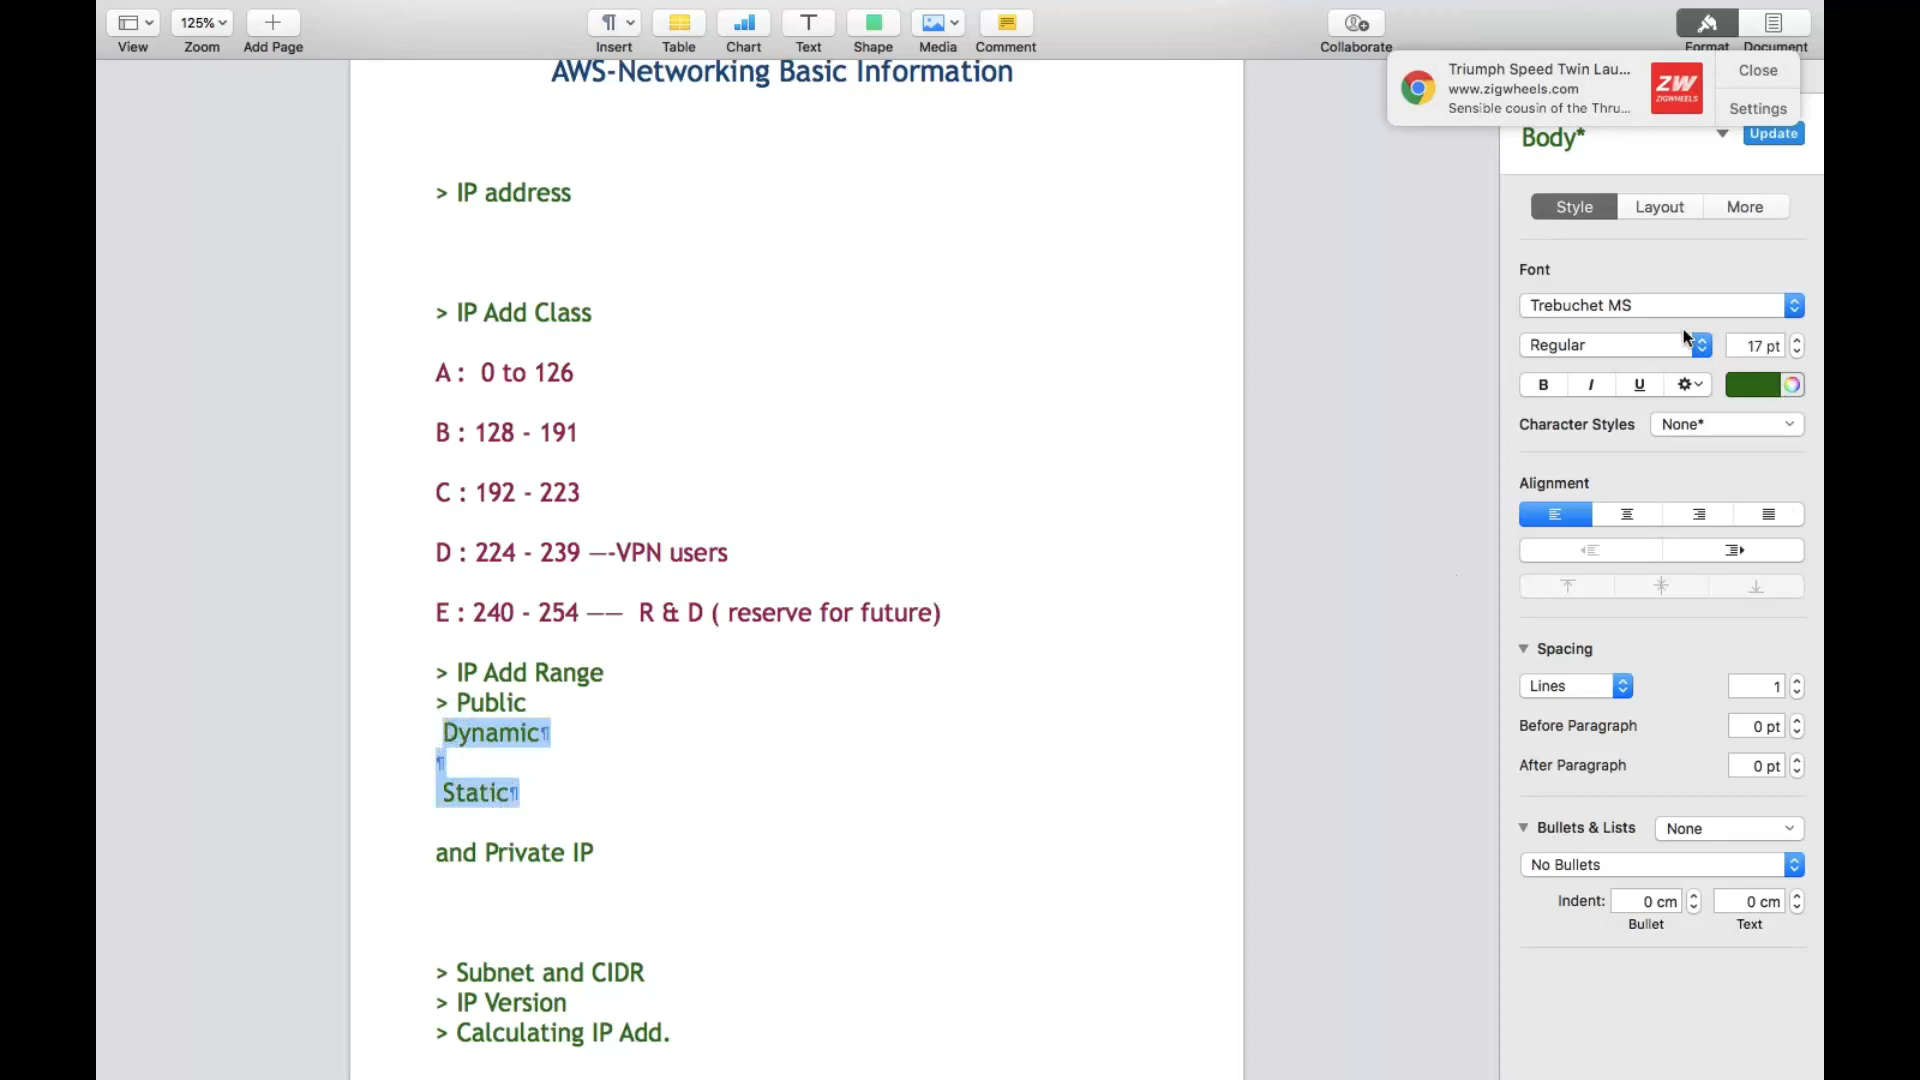 125%
View
Zoom
Add Page
Insert
Table
Chart
Text
Shape
Media
Comment
Collaborate
Format
Document
AWS-Networking Basic Information
Triumph Speed Twin Lau...
www.zigwheels.com
Sensible cousin of the Thru...
ZW
ZIGWHEELS
Close
Settings
Body*
Update
> IP address
> IP Add Class
A :  0 to 126
B : 128 - 191
C : 192 - 223
D : 224 - 239 —-VPN users
E : 240 - 254 ——  R & D ( reserve for future)
> IP Add Range
> Public
Dynamic¶
¶
Static¶
and Private IP
> Subnet and CIDR
> IP Version
> Calculating IP Add.
Style
Layout
More
Font
Trebuchet MS
Regular
17 pt
B
I
U
Character Styles
None*
Alignment
Spacing
Lines
1
Before Paragraph
0 pt
After Paragraph
0 pt
Bullets & Lists
None
No Bullets
Indent:
0 cm
0 cm
Bullet
Text